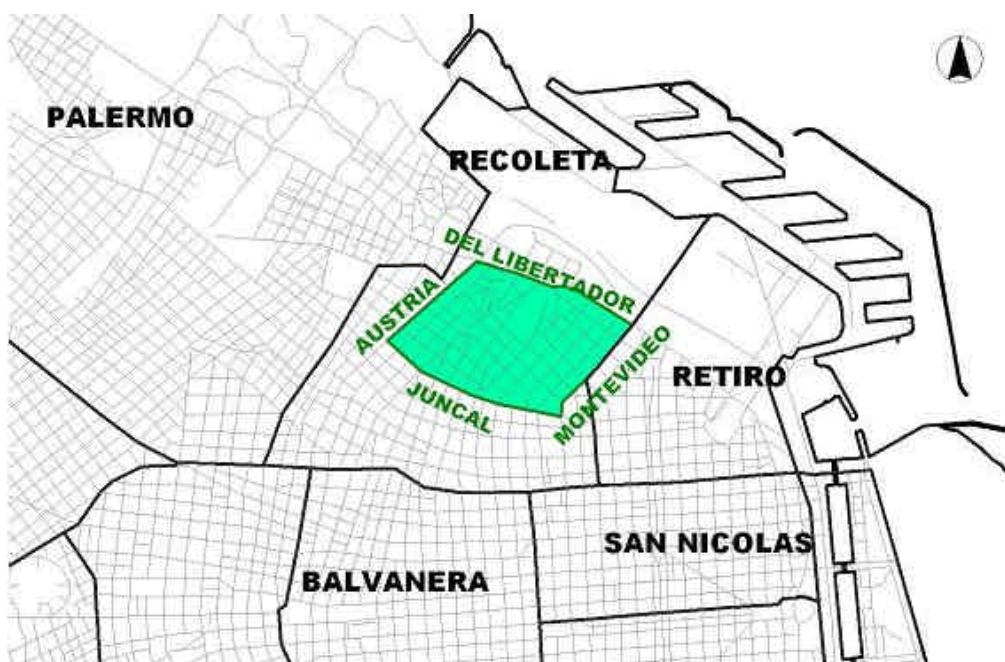 PALERMO
RECOLETA
DEL LIBERTADOR
AUSTRIA
MONTEVIDEO
JUNCAL
RETIRO
SAN NICOLAS
BALVANERA